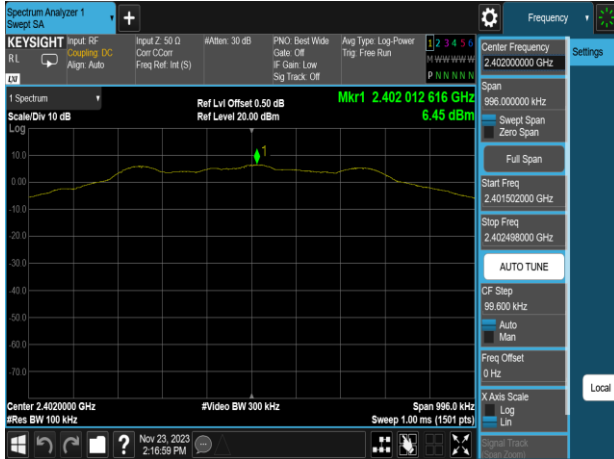 Spectrum Analyzer 1
Swept SA
+
Frequency
KEYSIGHT
RL
LXI
Input: RF
Coupling: DC
Align: Auto
Input Z: 50 Ω
Corr CCorr
Freq Ref: Int (S)
#Atten: 30 dB
PNO: Best Wide
Gate: Off
IF Gain: Low
Sig Track: Off
Avg Type: Log-Power
Trig: Free Run
1 2 3 4 5 6
M W W W W W
P N N N N N
1 Spectrum
Scale/Div 10 dB
Log
Ref Lvl Offset 0.50 dB
Ref Level 20.00 dBm
Mkr1 2.402 012 616 GHz
6.45 dBm
1
10.0
0.00
-10.0
-20.0
-30.0
-40.0
-50.0
-60.0
-70.0
Center 2.4020000 GHz
#Res BW 100 kHz
#Video BW 300 kHz
Span 996.0 kHz
Sweep 1.00 ms (1501 pts)
?
Nov 23, 2023
2:16:59 PM
Center Frequency
2.402000000 GHz
Span
996.000000 kHz
Swept Span
Zero Span
Full Span
Start Freq
2.401502000 GHz
Stop Freq
2.402498000 GHz
AUTO TUNE
CF Step
99.600 kHz
Auto
Man
Freq Offset
0 Hz
X Axis Scale
Log
Lin
Signal Track
(Span Zoom)
Settings
Local